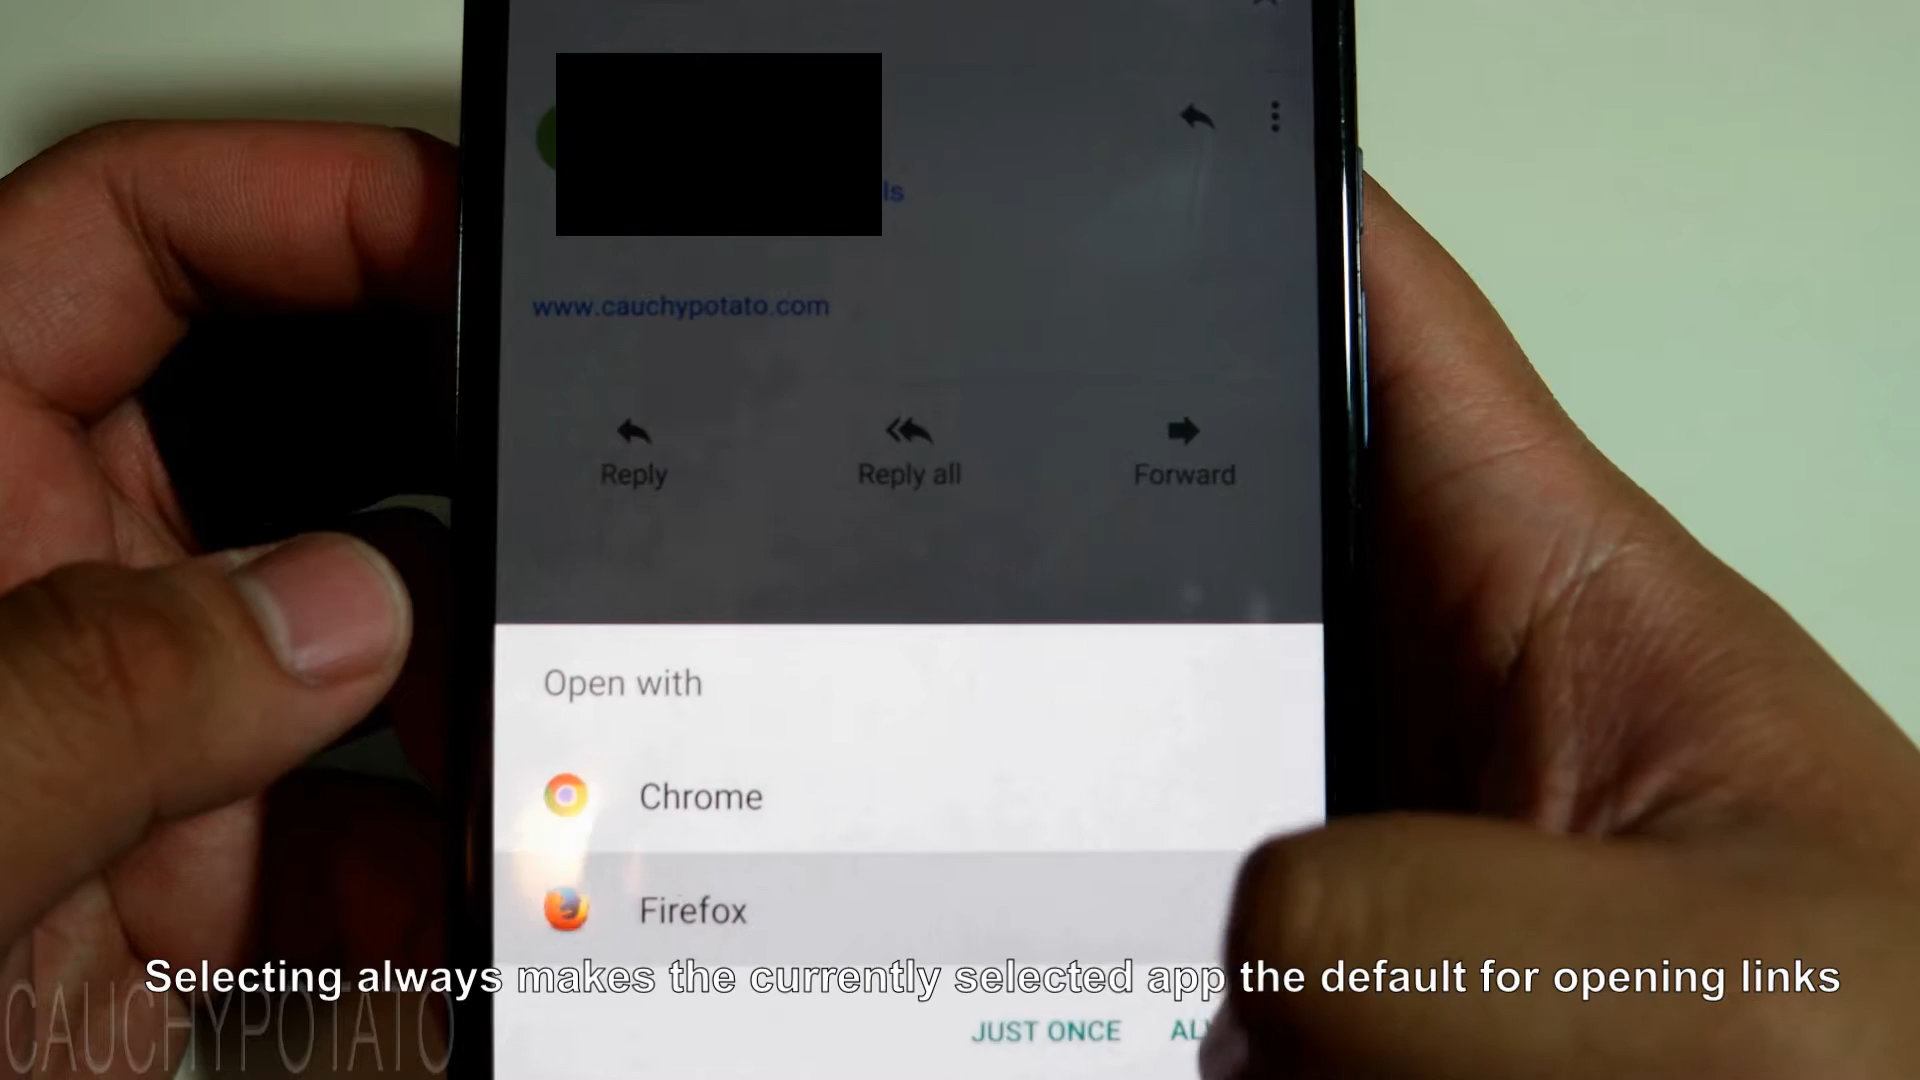 ls
www.cauchypotato.com
Reply
Reply all
Forward
Open with
Chrome
Firefox
Selecting always makes the currently selected app the default for opening links
CAUCHYPOTATO
JUST ONCE